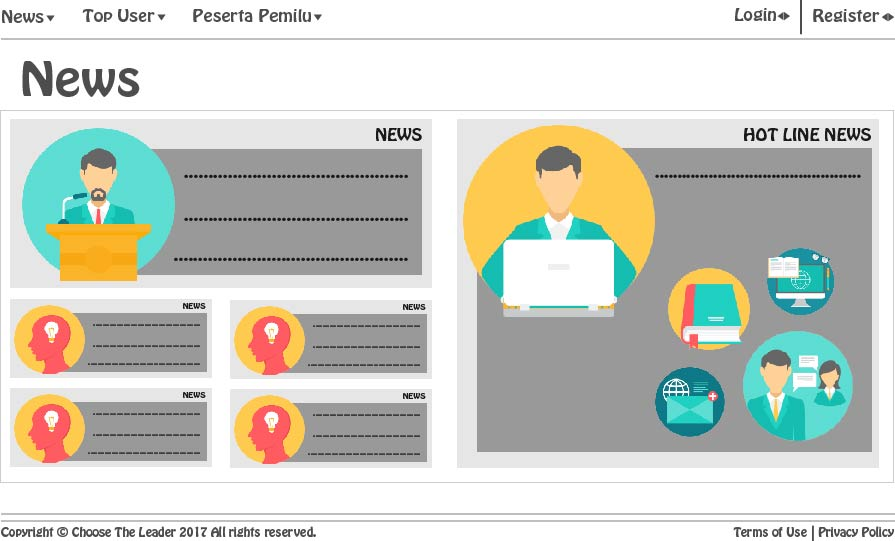 News Top User Peserta Pemilu Login Register
News
NEWS
HOT LINE NEWS
NEWS
NEWS
NEWS
NEWS
Copyright © Choose The Leader 2017 All rights reserved. Terms of Use | Privacy Policy